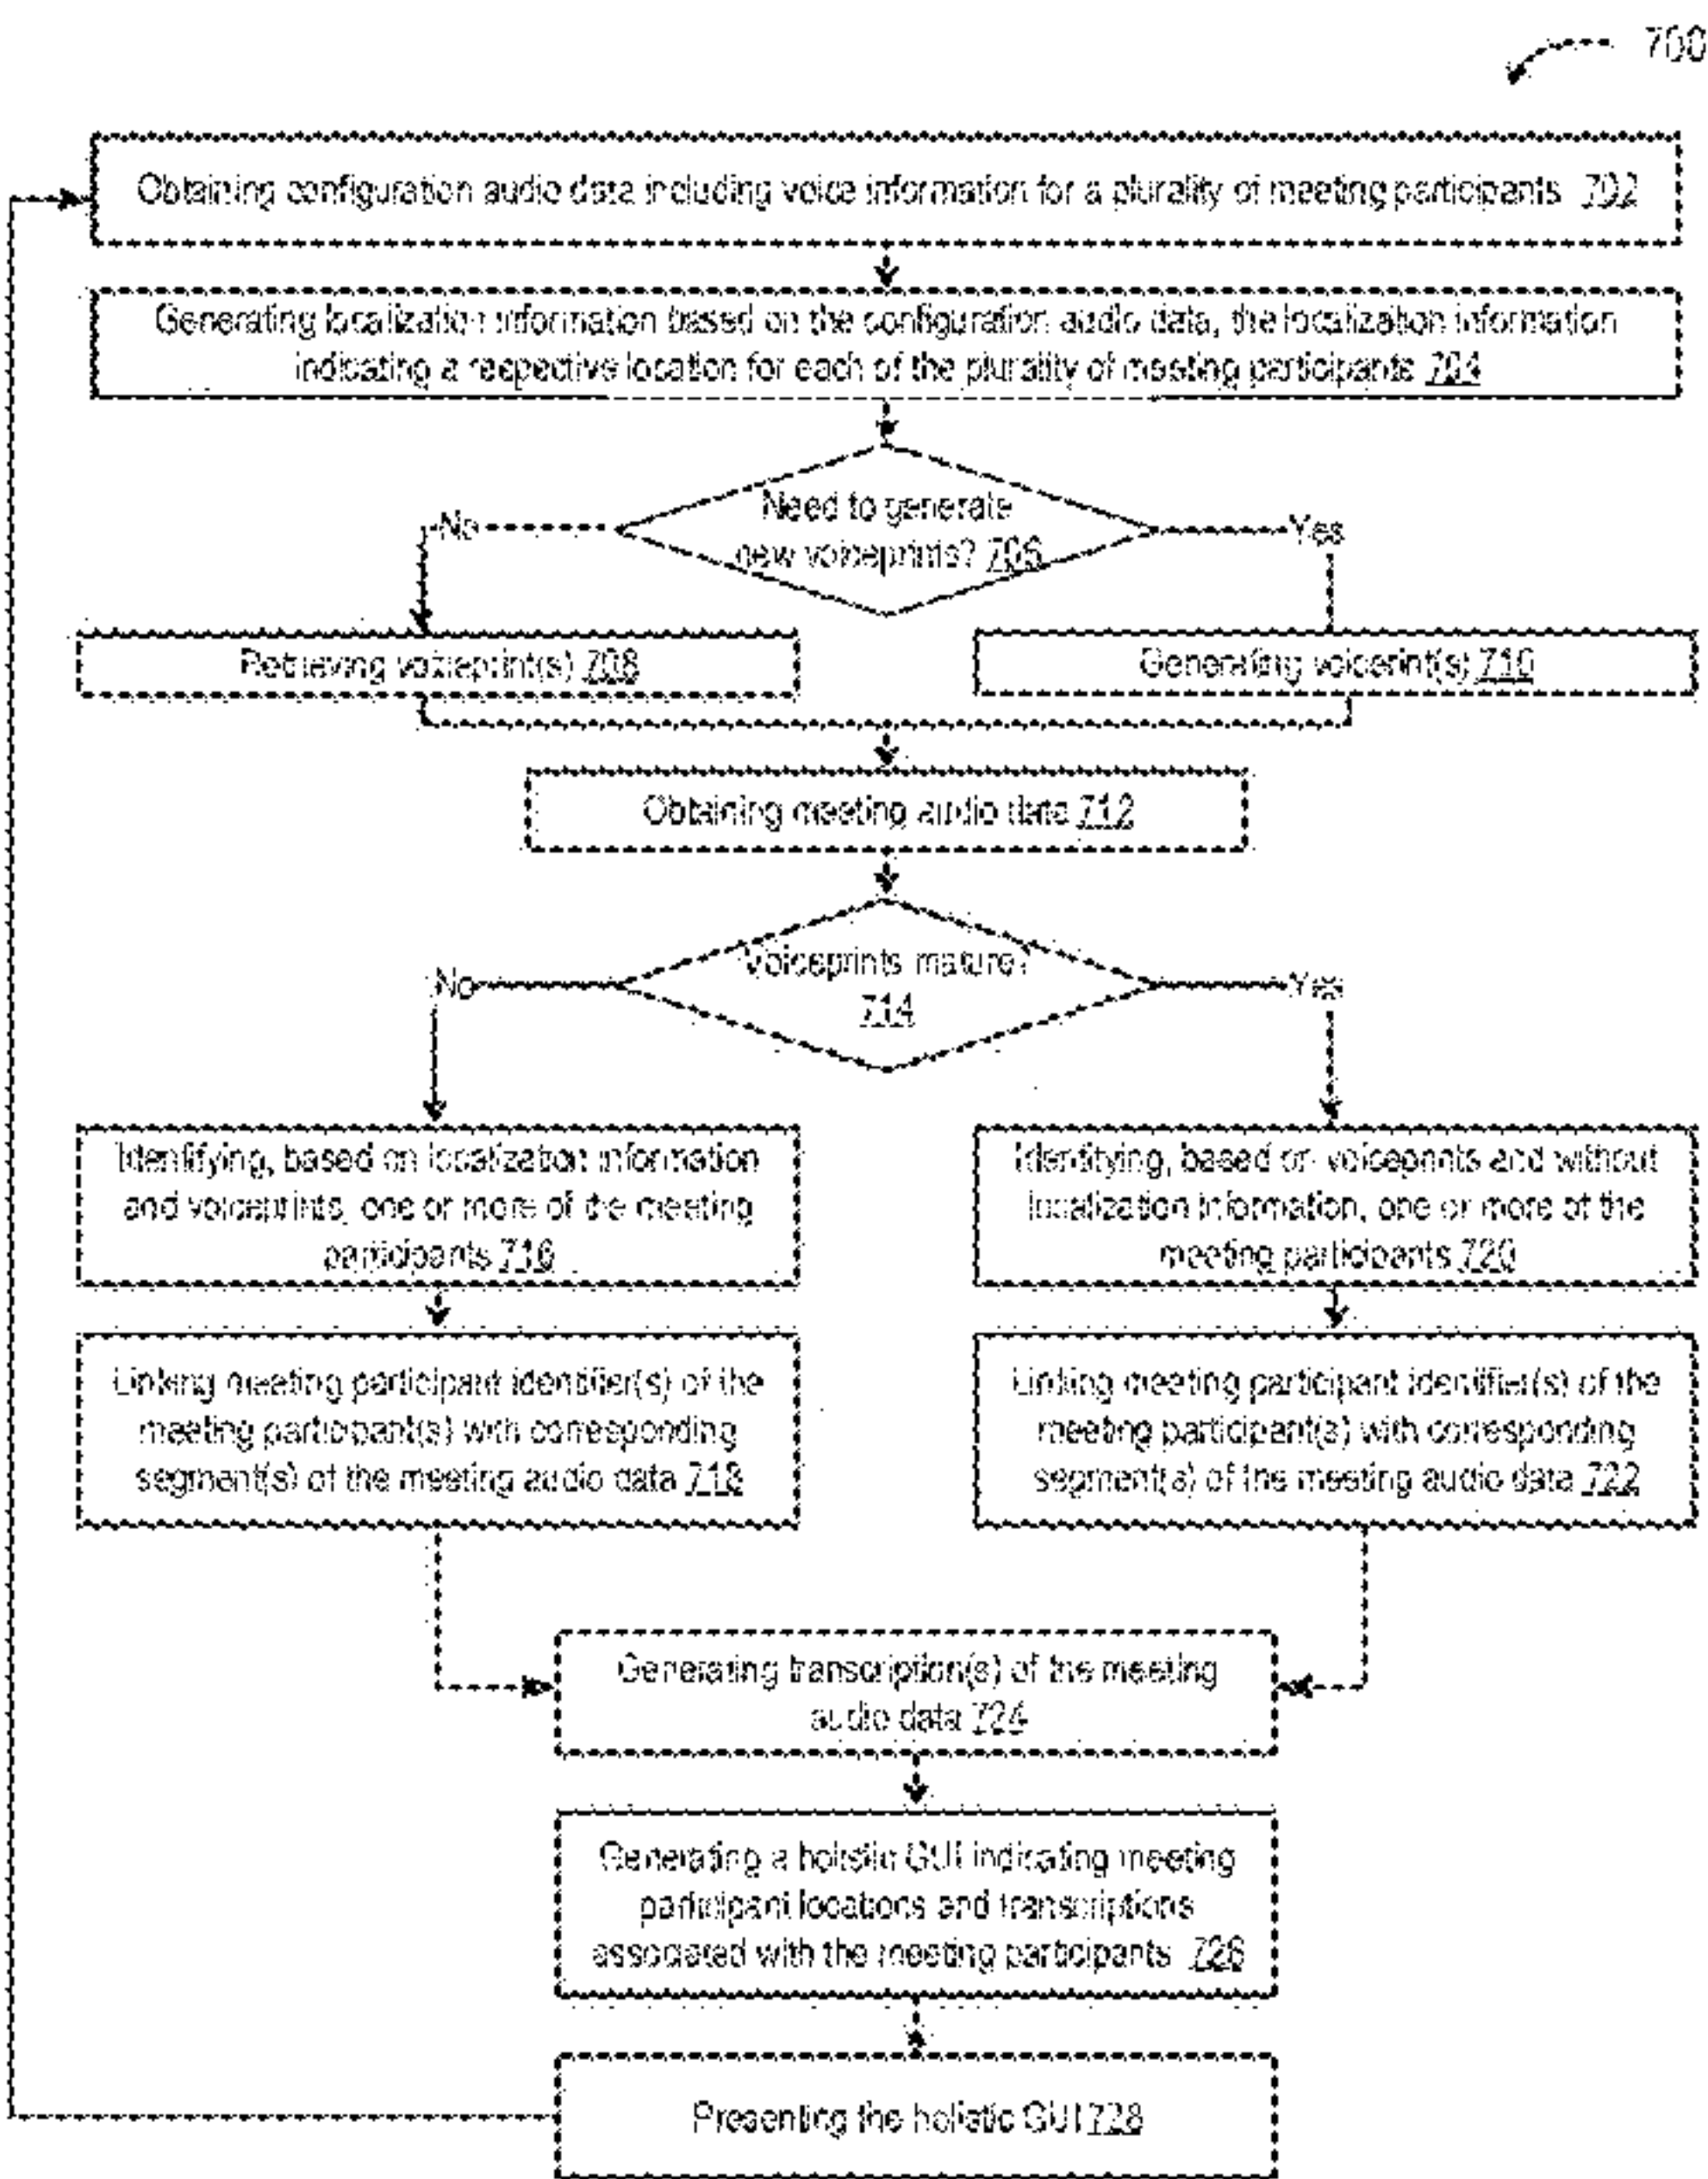 700
Obtaining configuration audio data including voice information for a plurality of meeting participants 702
Generating localization information based on the configuration audio data, the localization information
indicating a respective location for each of the plurality of meeting participants 704
Need to generate
new voiceprints? 706
No
Yes
Retrieving voiceprint(s) 708
Generating voicerint(s) 710
Obtaining meeting audio data 712
Voiceprints mature?
714
No
Yes
Identifying, based on localization information
and voiceprints, one or more of the meeting
participants 716
Identifying, based on voiceprints and without
localization information, one or more of the
meeting participants 720
Linking meeting participant identifier(s) of the
meeting participant(s) with corresponding
segment(s) of the meeting audio data 718
Linking meeting participant identifier(s) of the
meeting participant(s) with corresponding
segment(s) of the meeting audio data 722
Generating transcription(s) of the meeting
audio data 724
Generating a holistic GUI indicating meeting
participant locations and transcriptions
associated with the meeting participants 726
Presenting the holistic GUI 728